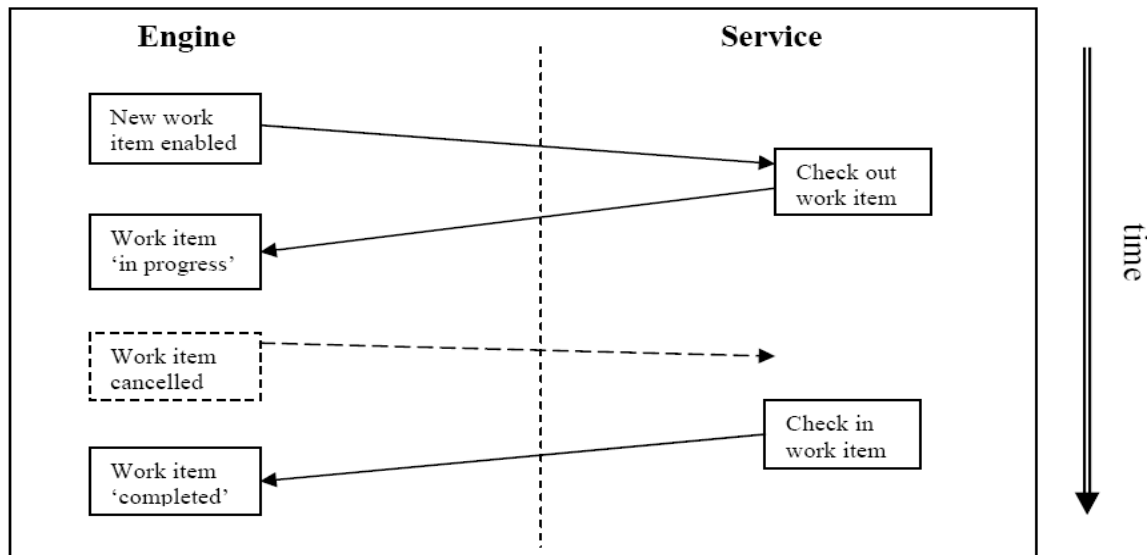 Engine
Service
New work
item enabled
Check out
work item
Work item
‘in progress’
Work item
cancelled
Check in
work item
Work item
‘completed’
time